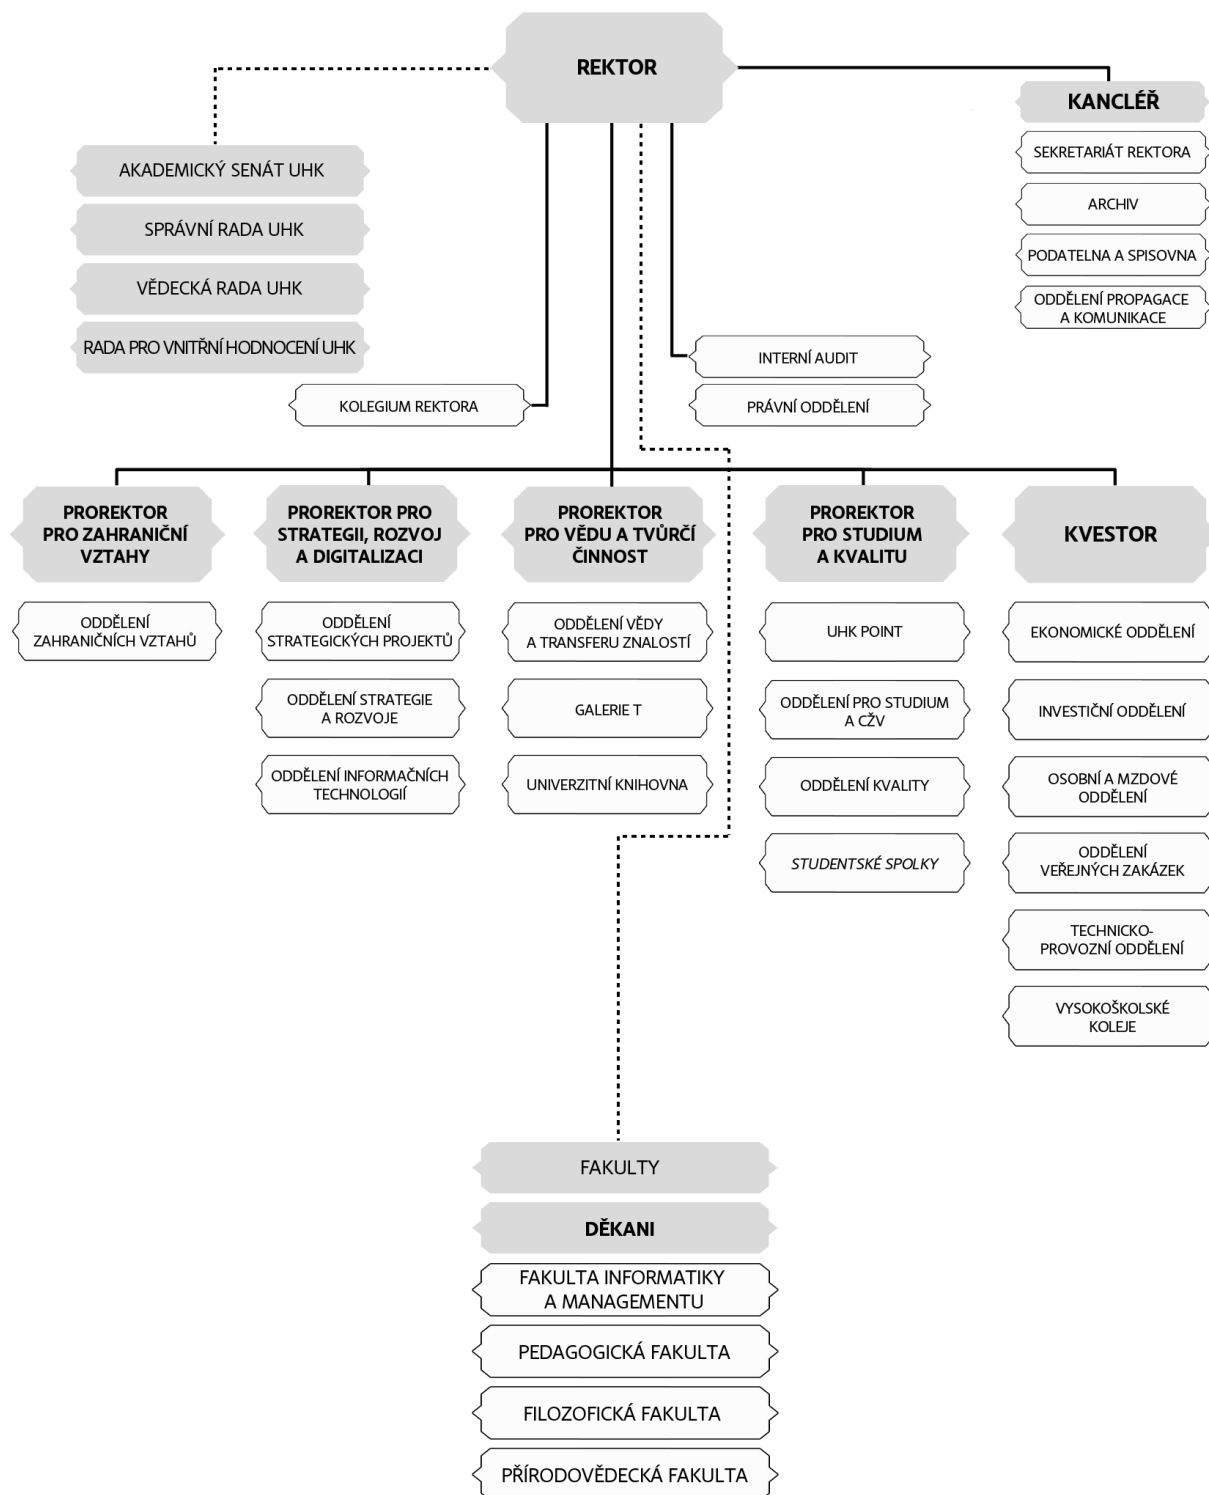 REKTOR
KANCLÉŘ
SEKRETARIÁT REKTORA
ARCHIV
PODATELNA A SPISOVNA
ODDĚLENÍ PROPAGACE
A KOMUNIKACE
AKADEMICKÝ SENÁT UHK
SPRÁVNÍ RADA UHK
VĚDECKÁ RADA UHK
RADA PRO VNITŘNÍ HODNOCENÍ UHK
KOLEGIUM REKTORA
INTERNÍ AUDIT
PRÁVNÍ ODDĚLENÍ
PROREKTOR
PRO ZAHRANIČNÍ
VZTAHY
ODDĚLENÍ
ZAHRANIČNÍCH VZTAHŮ
PROREKTOR PRO
STRATEGII, ROZVOJ
A DIGITALIZACI
ODDĚLENÍ
STRATEGICKÝCH PROJEKTŮ
ODDĚLENÍ STRATEGIE
A ROZVOJE
ODDĚLENÍ INFORMAČNÍCH
TECHNOLOGIÍ
PROREKTOR
PRO VĚDU A TVŮRČÍ
ČINNOST
ODDĚLENÍ VĚDY
A TRANSFERU ZNALOSTÍ
GALERIE T
UNIVERZITNÍ KNIHOVNA
PROREKTOR
PRO STUDIUM
A KVALITU
UHK POINT
ODDĚLENÍ PRO STUDIUM
A CŽV
ODDĚLENÍ KVALITY
STUDENTSKÉ SPOLKY
KVESTOR
EKONOMICKÉ ODDĚLENÍ
INVESTIČNÍ ODDĚLENÍ
OSOBNÍ A MZDOVÉ
ODDĚLENÍ
ODDĚLENÍ
VEŘEJNÝCH ZAKÁZEK
TECHNICKO-
PROVOZNÍ ODDĚLENÍ
VYSOKOŠKOLSKÉ
KOLEJE
FAKULTY
DĚKANI
FAKULTA INFORMATIKY
A MANAGEMENTU
PEDAGOGICKÁ FAKULTA
FILOZOFICKÁ FAKULTA
PŘÍRODOVĚDECKÁ FAKULTA